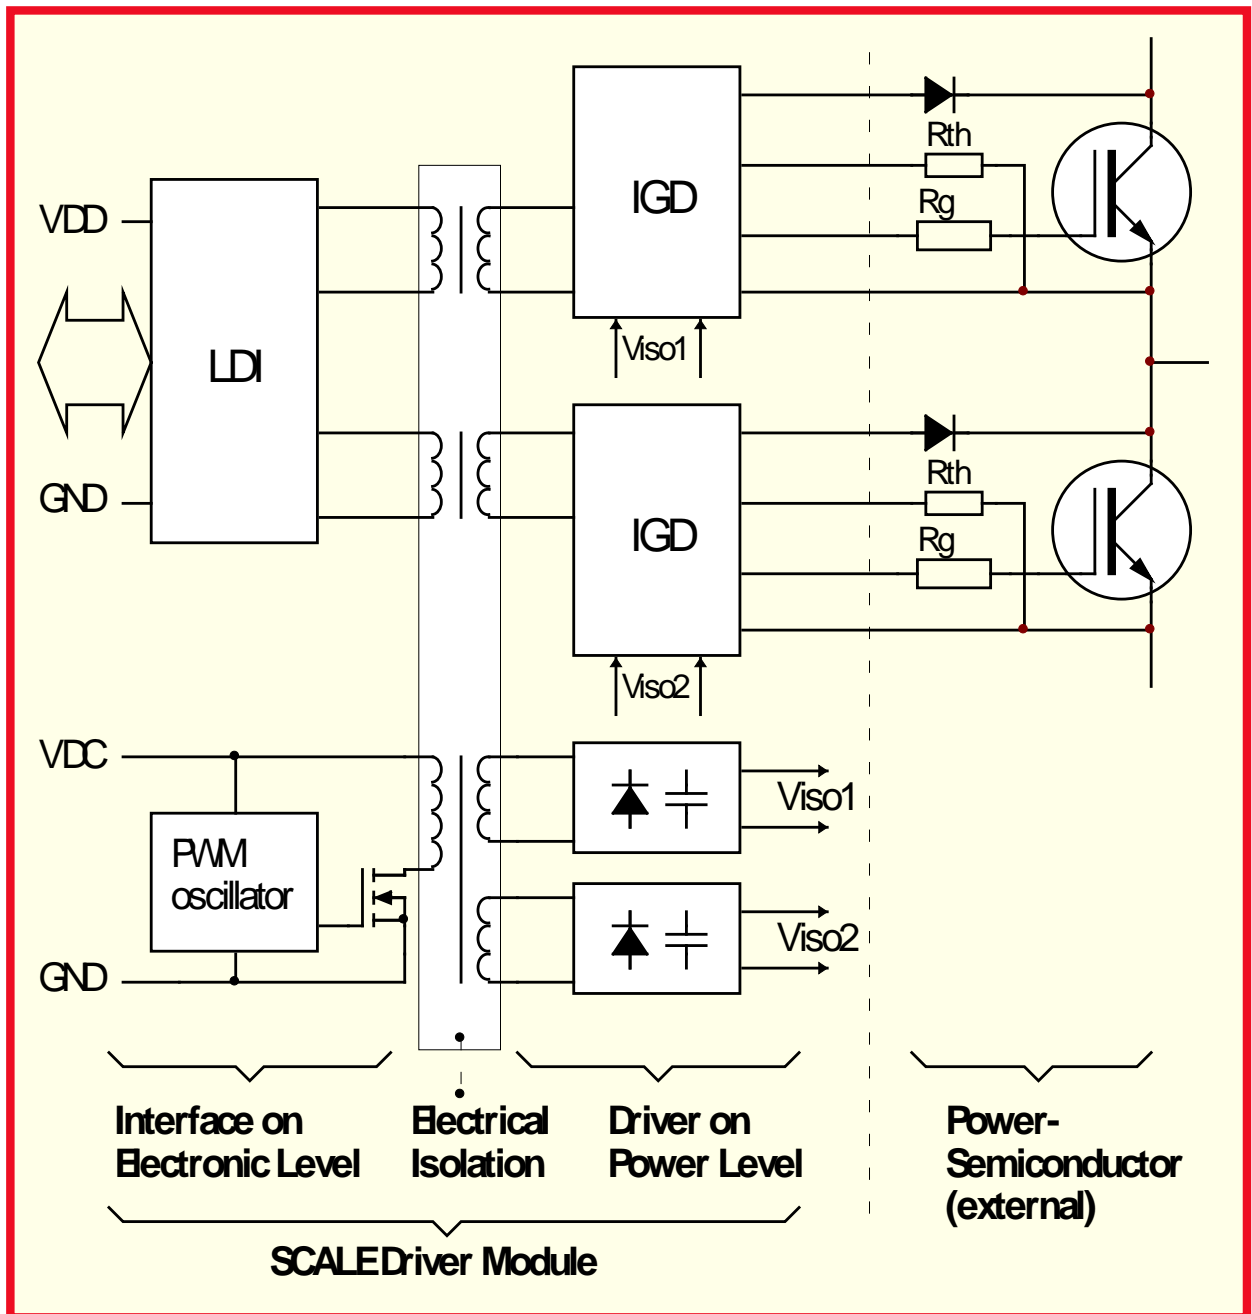 IGD
Rth
Rg
VDD
LDI
Viso1
GND
IGD
Rth
Rg
Viso2
VDC
PWM
oscillator
GND
Viso1
Viso2
Interface on
Electronic Level
Electrical
Isolation
Driver on
Power Level
Power-
Semiconductor
(external)
SCALE Driver Module